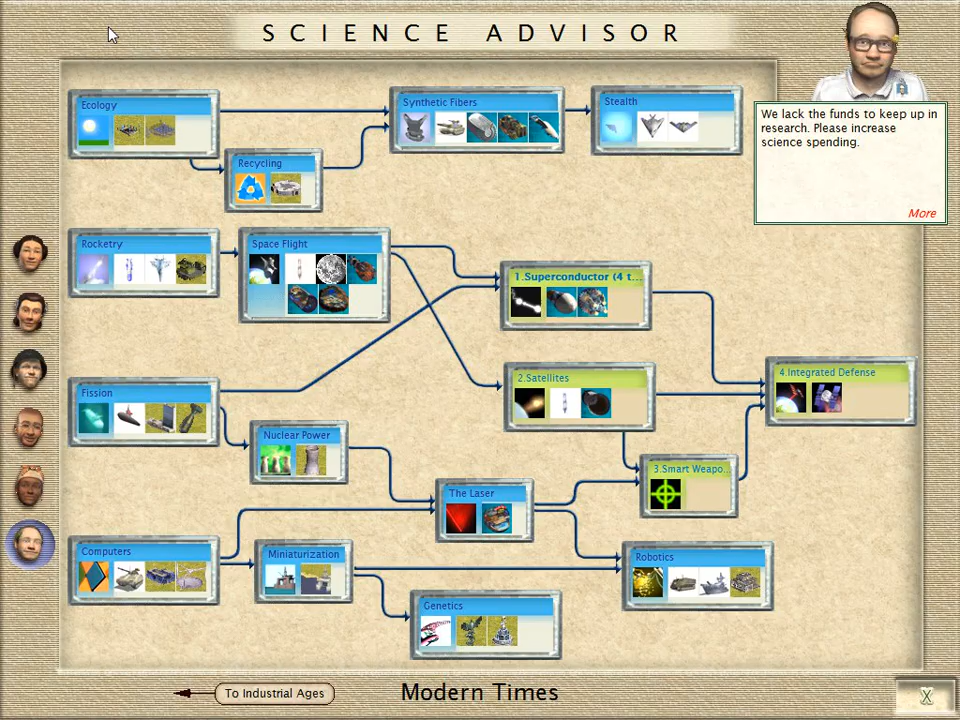 SCIENCE ADVISOR
We lack the funds to keep up in
research. Please increase
science spending.
More
Ecology
Synthetic Fibers
Stealth
Recycling
Rocketry
Space Flight
1.Superconductor (4 t...
2.Satellites
4.Integrated Defense
Fission
Nuclear Power
3.Smart Weapo...
The Laser
Computers
Miniaturization
Robotics
Genetics
To Industrial Ages
Modern Times
X